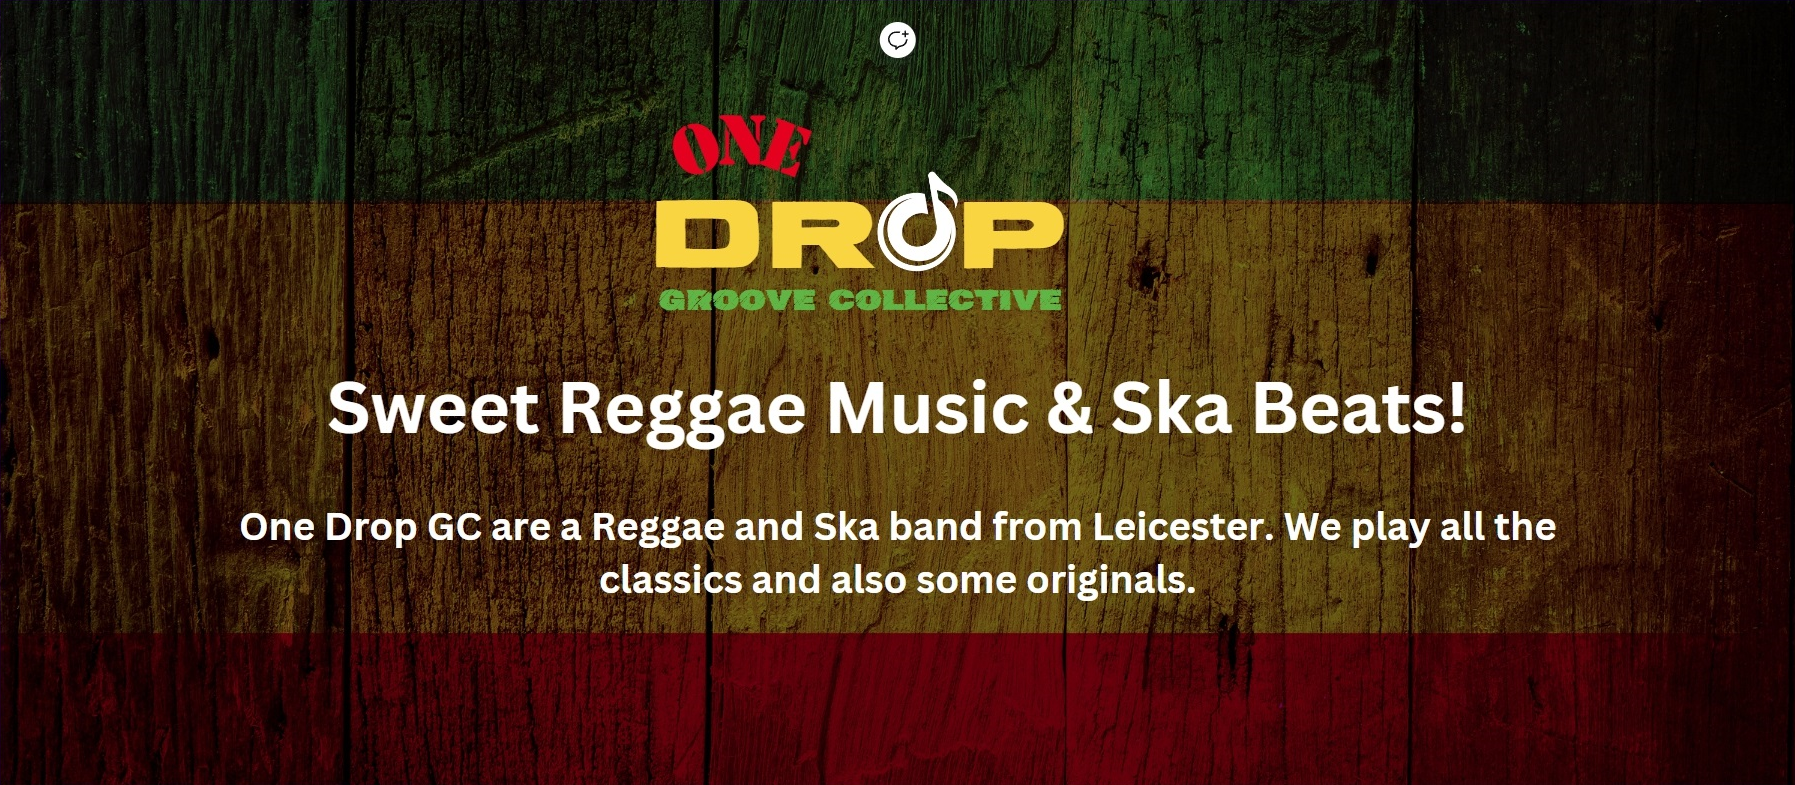 ONE
DROP
GROOVE COLLECTIVE
Sweet Reggae Music & Ska Beats!
One Drop GC are a Reggae and Ska band from Leicester. We play all the
classics and also some originals.